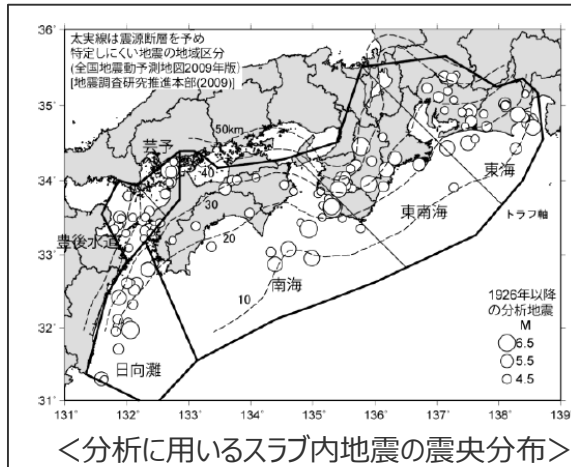 太実線は震源断層を予め
特定しにくい地震の地域区分
(全国地震動予測地図2009年版)
[地震調査研究推進本部(2009)]
36°
35°
34°
33°
32°
31°
50km
40
30
20
10
芸予
豊後水道
日向灘
南海
東南海
東海
トラフ軸
1926年以降
の分析地震
M
6.5
5.5
4.5
131°
132°
133°
134°
135°
136°
137°
138°
139°
<分析に用いるスラブ内地震の震央分布>